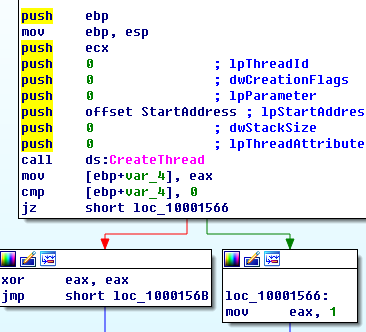 push ebp
mov ebp, esp
push ecx
push 0 ; lpThreadId
push 0 ; dwCreationFlags
push 0 ; lpParameter
push offset StartAddress ; lpStartAddres
push 0 ; dwStackSize
push 0 ; lpThreadAttribute
call ds:CreateThread
mov [ebp+var_4], eax
cmp [ebp+var_4], 0
jz short loc_10001566
xor eax, eax
jmp short loc_1000156B
loc_10001566:
mov eax, 1